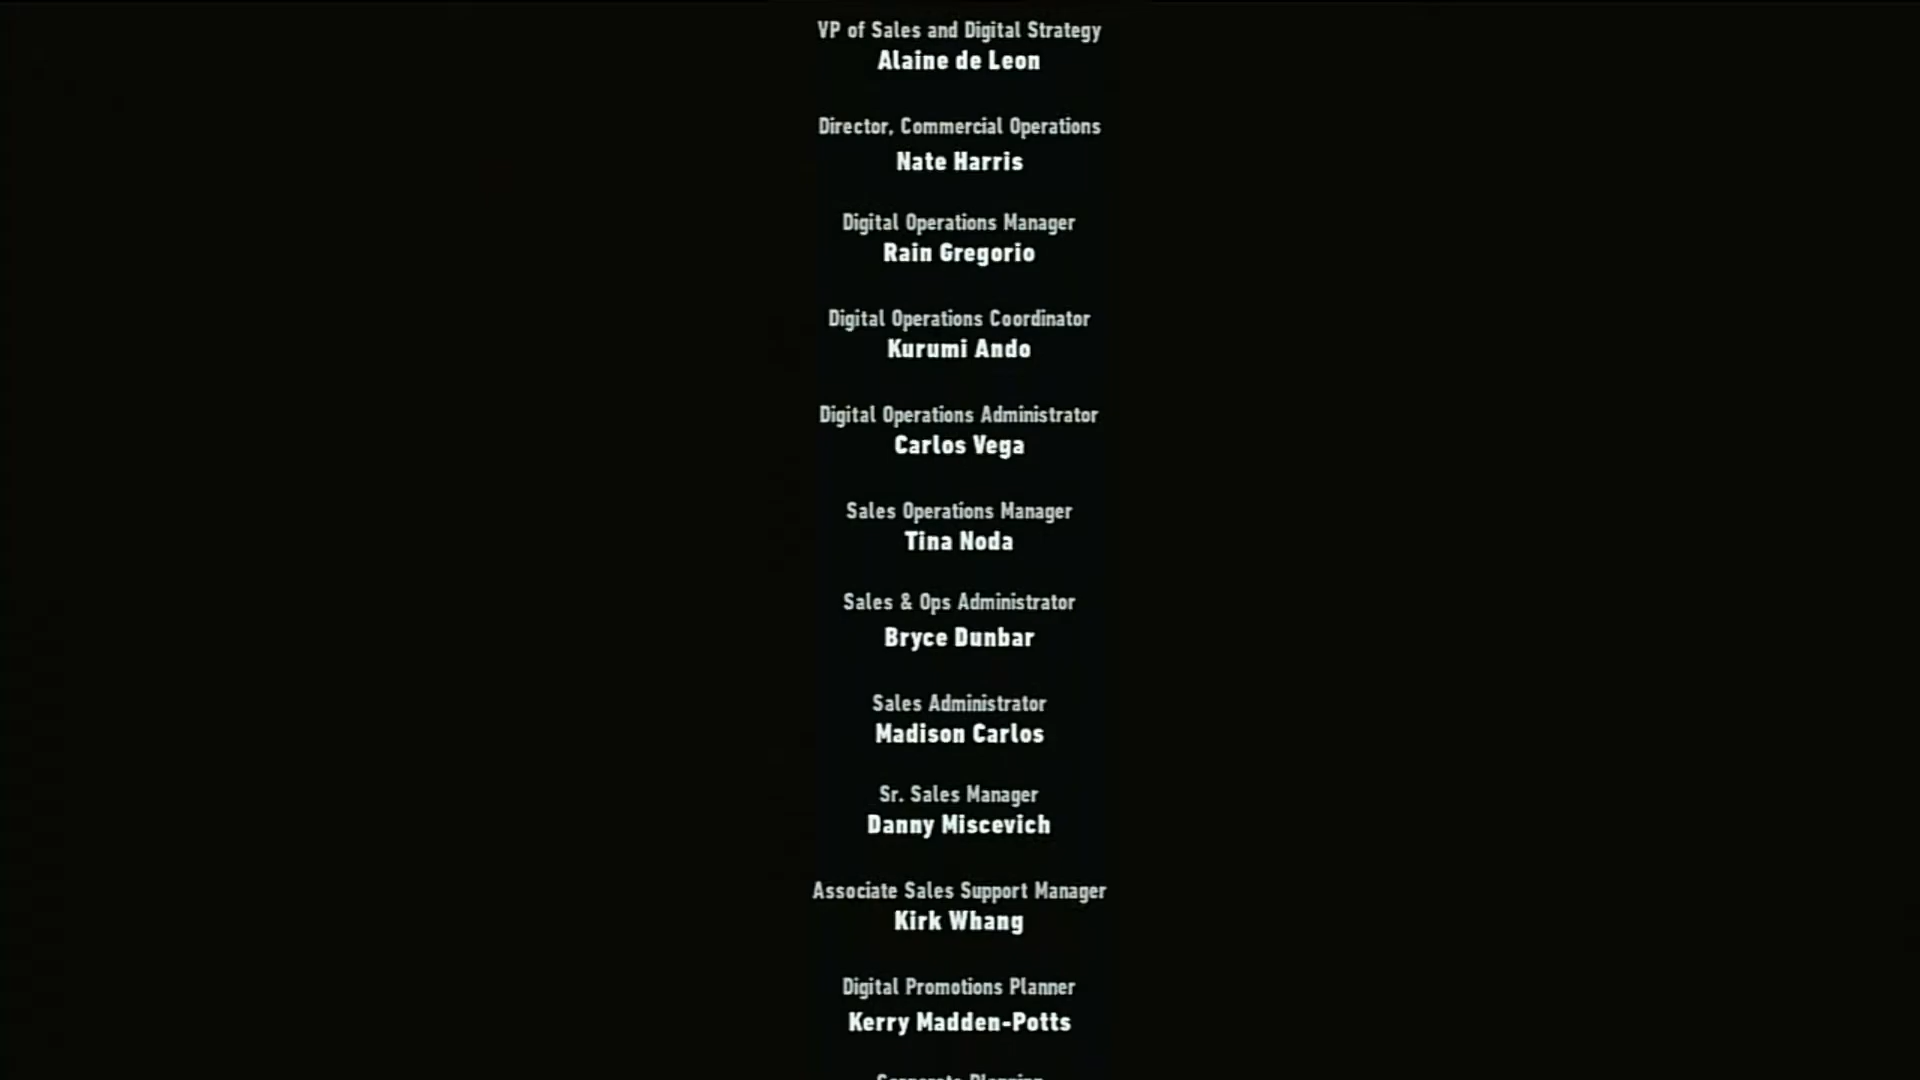 VP of Sales and Digital Strategy
Alaine de Leon
Director, Commercial Operations
Nate Harris
Digital Operations Manager
Rain Gregorio
Digital Operations Coordinator
Kurumi Ando
Digital Operations Administrator
Carlos Vega
Sales Operations Manager
Tina Noda
Sales & Ops Administrator
Bryce Dunbar
Sales Administrator
Madison Carlos
Sr. Sales Manager
Danny Miscevich
Associate Sales Support Manager
Kirk Whang
Digital Promotions Planner
Kerry Madden-Potts
Corporate Planning